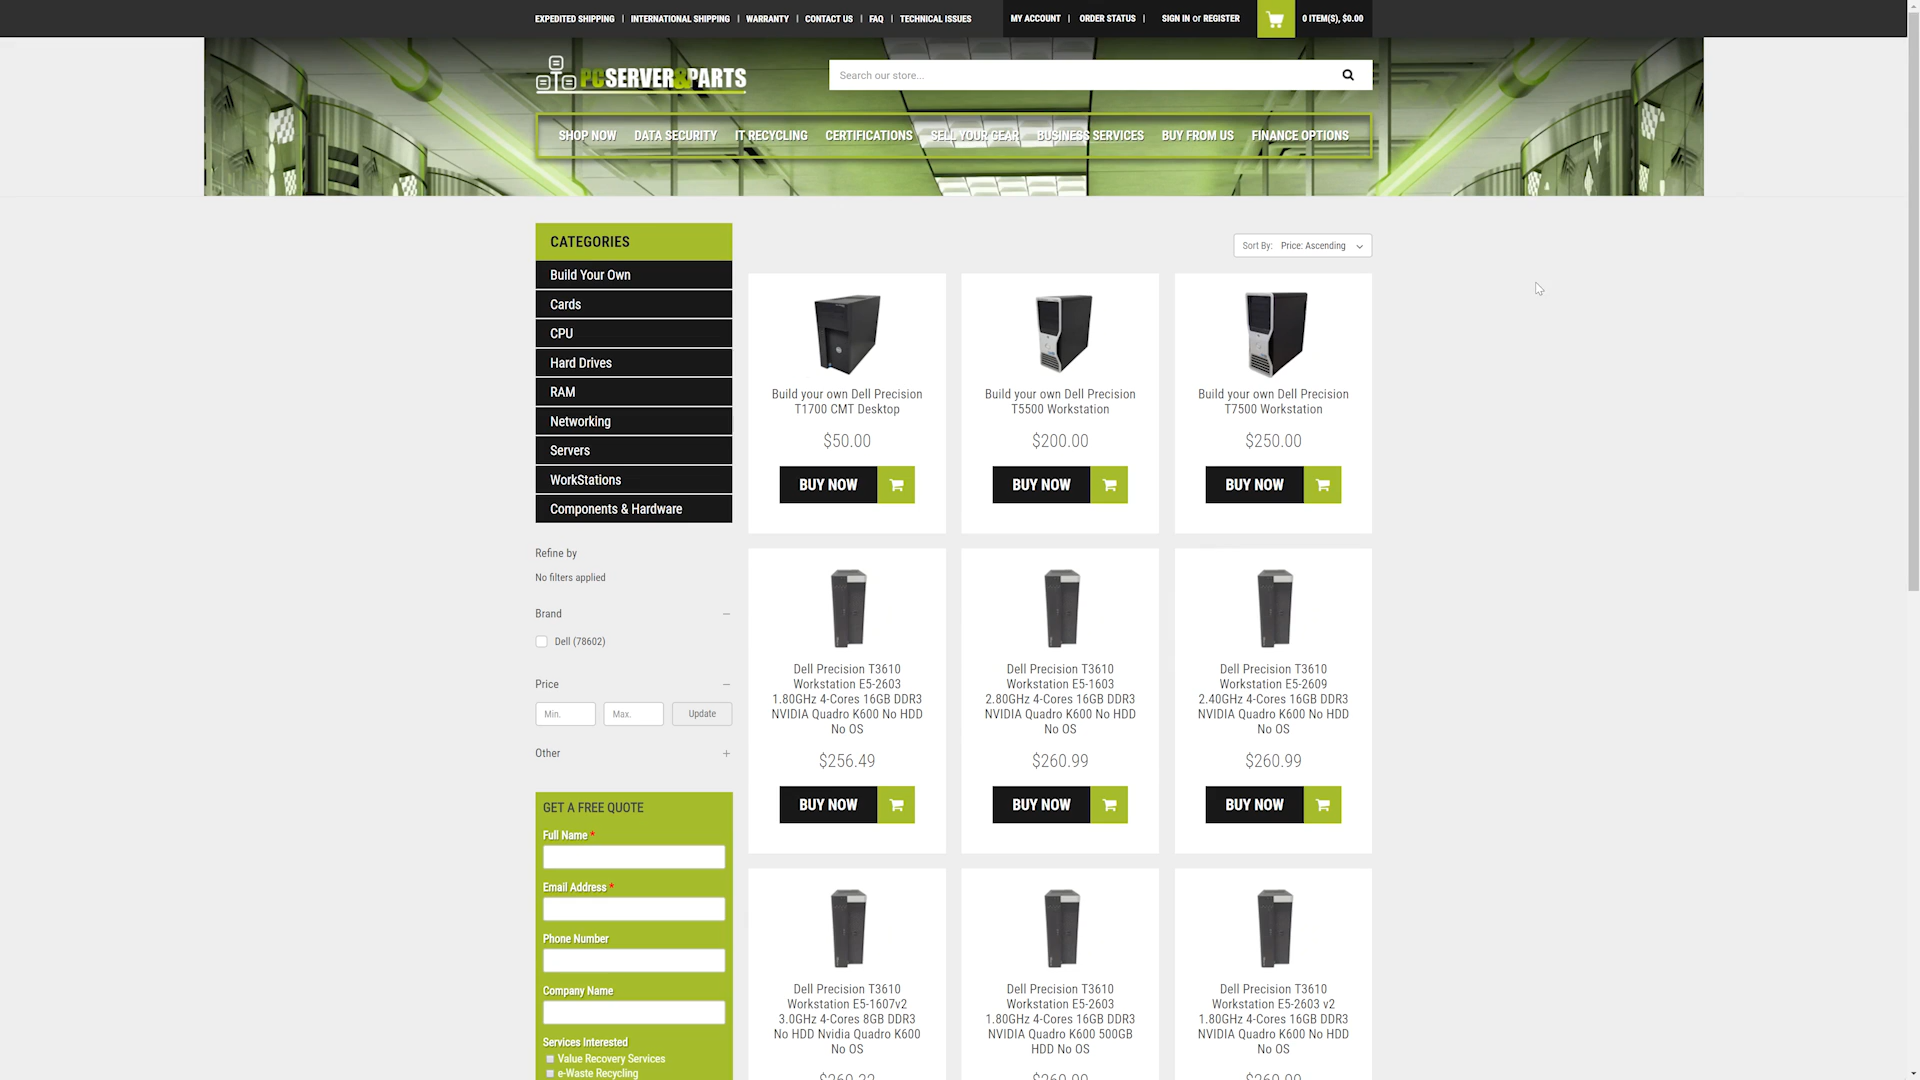 EXPEDITED SHIPPING | INTERNATIONAL SHIPPING | WARRANTY | CONTACT US | FAQ | TECHNICAL ISSUES
MY ACCOUNT | ORDER STATUS | SIGN IN or REGISTER
0 ITEM(S), $0.00
PCSERVER&PARTS
Search our store...
SHOP NOW DATA SECURITY IT RECYCLING CERTIFICATIONS SELL YOUR GEAR BUSINESS SERVICES BUY FROM US FINANCE OPTIONS
CATEGORIES
Build Your Own
Cards
CPU
Hard Drives
RAM
Networking
Servers
WorkStations
Components & Hardware
Refine by
No filters applied
Brand
Dell (78602)
Price
Min. Max. Update
Other
GET A FREE QUOTE
Full Name *
Email Address *
Phone Number
Company Name
Services Interested
Value Recovery Services
e-Waste Recycling
Sort By: Price: Ascending
Build your own Dell Precision
T1700 CMT Desktop
$50.00
BUY NOW
Build your own Dell Precision
T5500 Workstation
$200.00
BUY NOW
Build your own Dell Precision
T7500 Workstation
$250.00
BUY NOW
Dell Precision T3610
Workstation E5-2603
1.80GHz 4-Cores 16GB DDR3
NVIDIA Quadro K600 No HDD
No OS
$256.49
BUY NOW
Dell Precision T3610
Workstation E5-1603
2.80GHz 4-Cores 16GB DDR3
NVIDIA Quadro K600 No HDD
No OS
$260.99
BUY NOW
Dell Precision T3610
Workstation E5-2609
2.40GHz 4-Cores 16GB DDR3
NVIDIA Quadro K600 No HDD
No OS
$260.99
BUY NOW
Dell Precision T3610
Workstation E5-1607v2
3.0GHz 4-Cores 8GB DDR3
No HDD Nvidia Quadro K600
No OS
Dell Precision T3610
Workstation E5-2603
1.80GHz 4-Cores 16GB DDR3
NVIDIA Quadro K600 500GB
HDD No OS
Dell Precision T3610
Workstation E5-2603 v2
1.80GHz 4-Cores 16GB DDR3
NVIDIA Quadro K600 No HDD
No OS